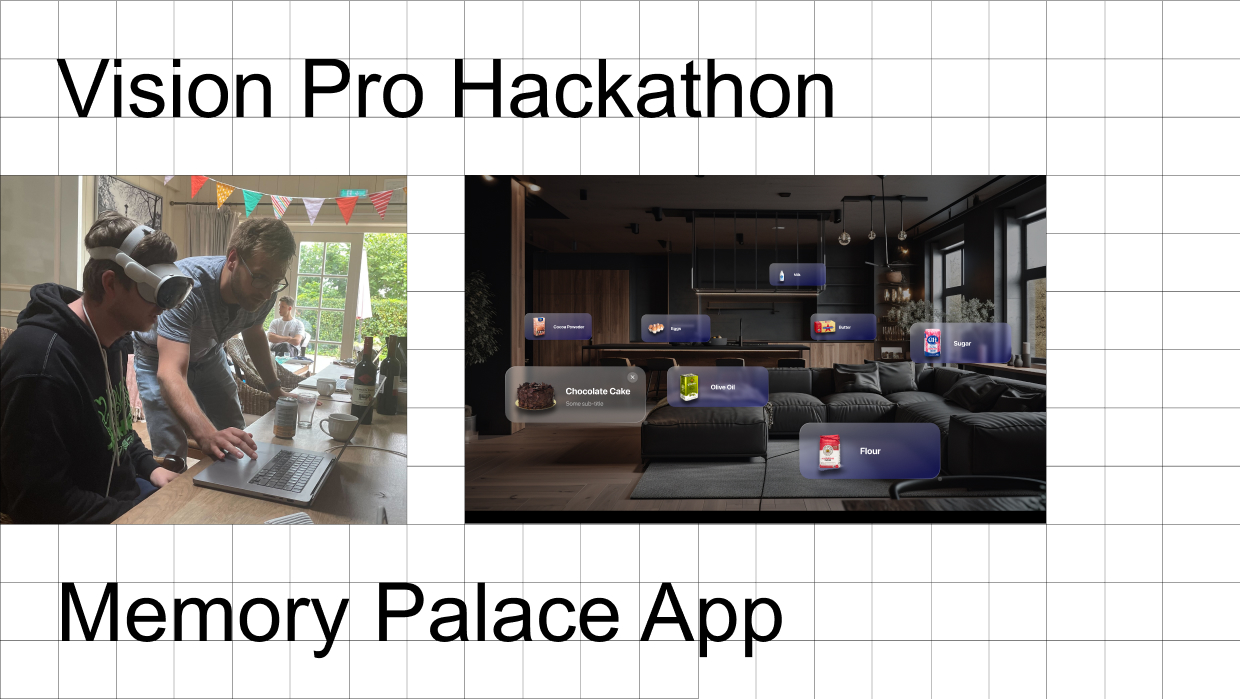 Vision Pro Hackathon
Milk
Cocoa Powder
Eggs
Butter
Sugar
Chocolate Cake
Some sub-title
Olive Oil
Flour
Memory Palace App